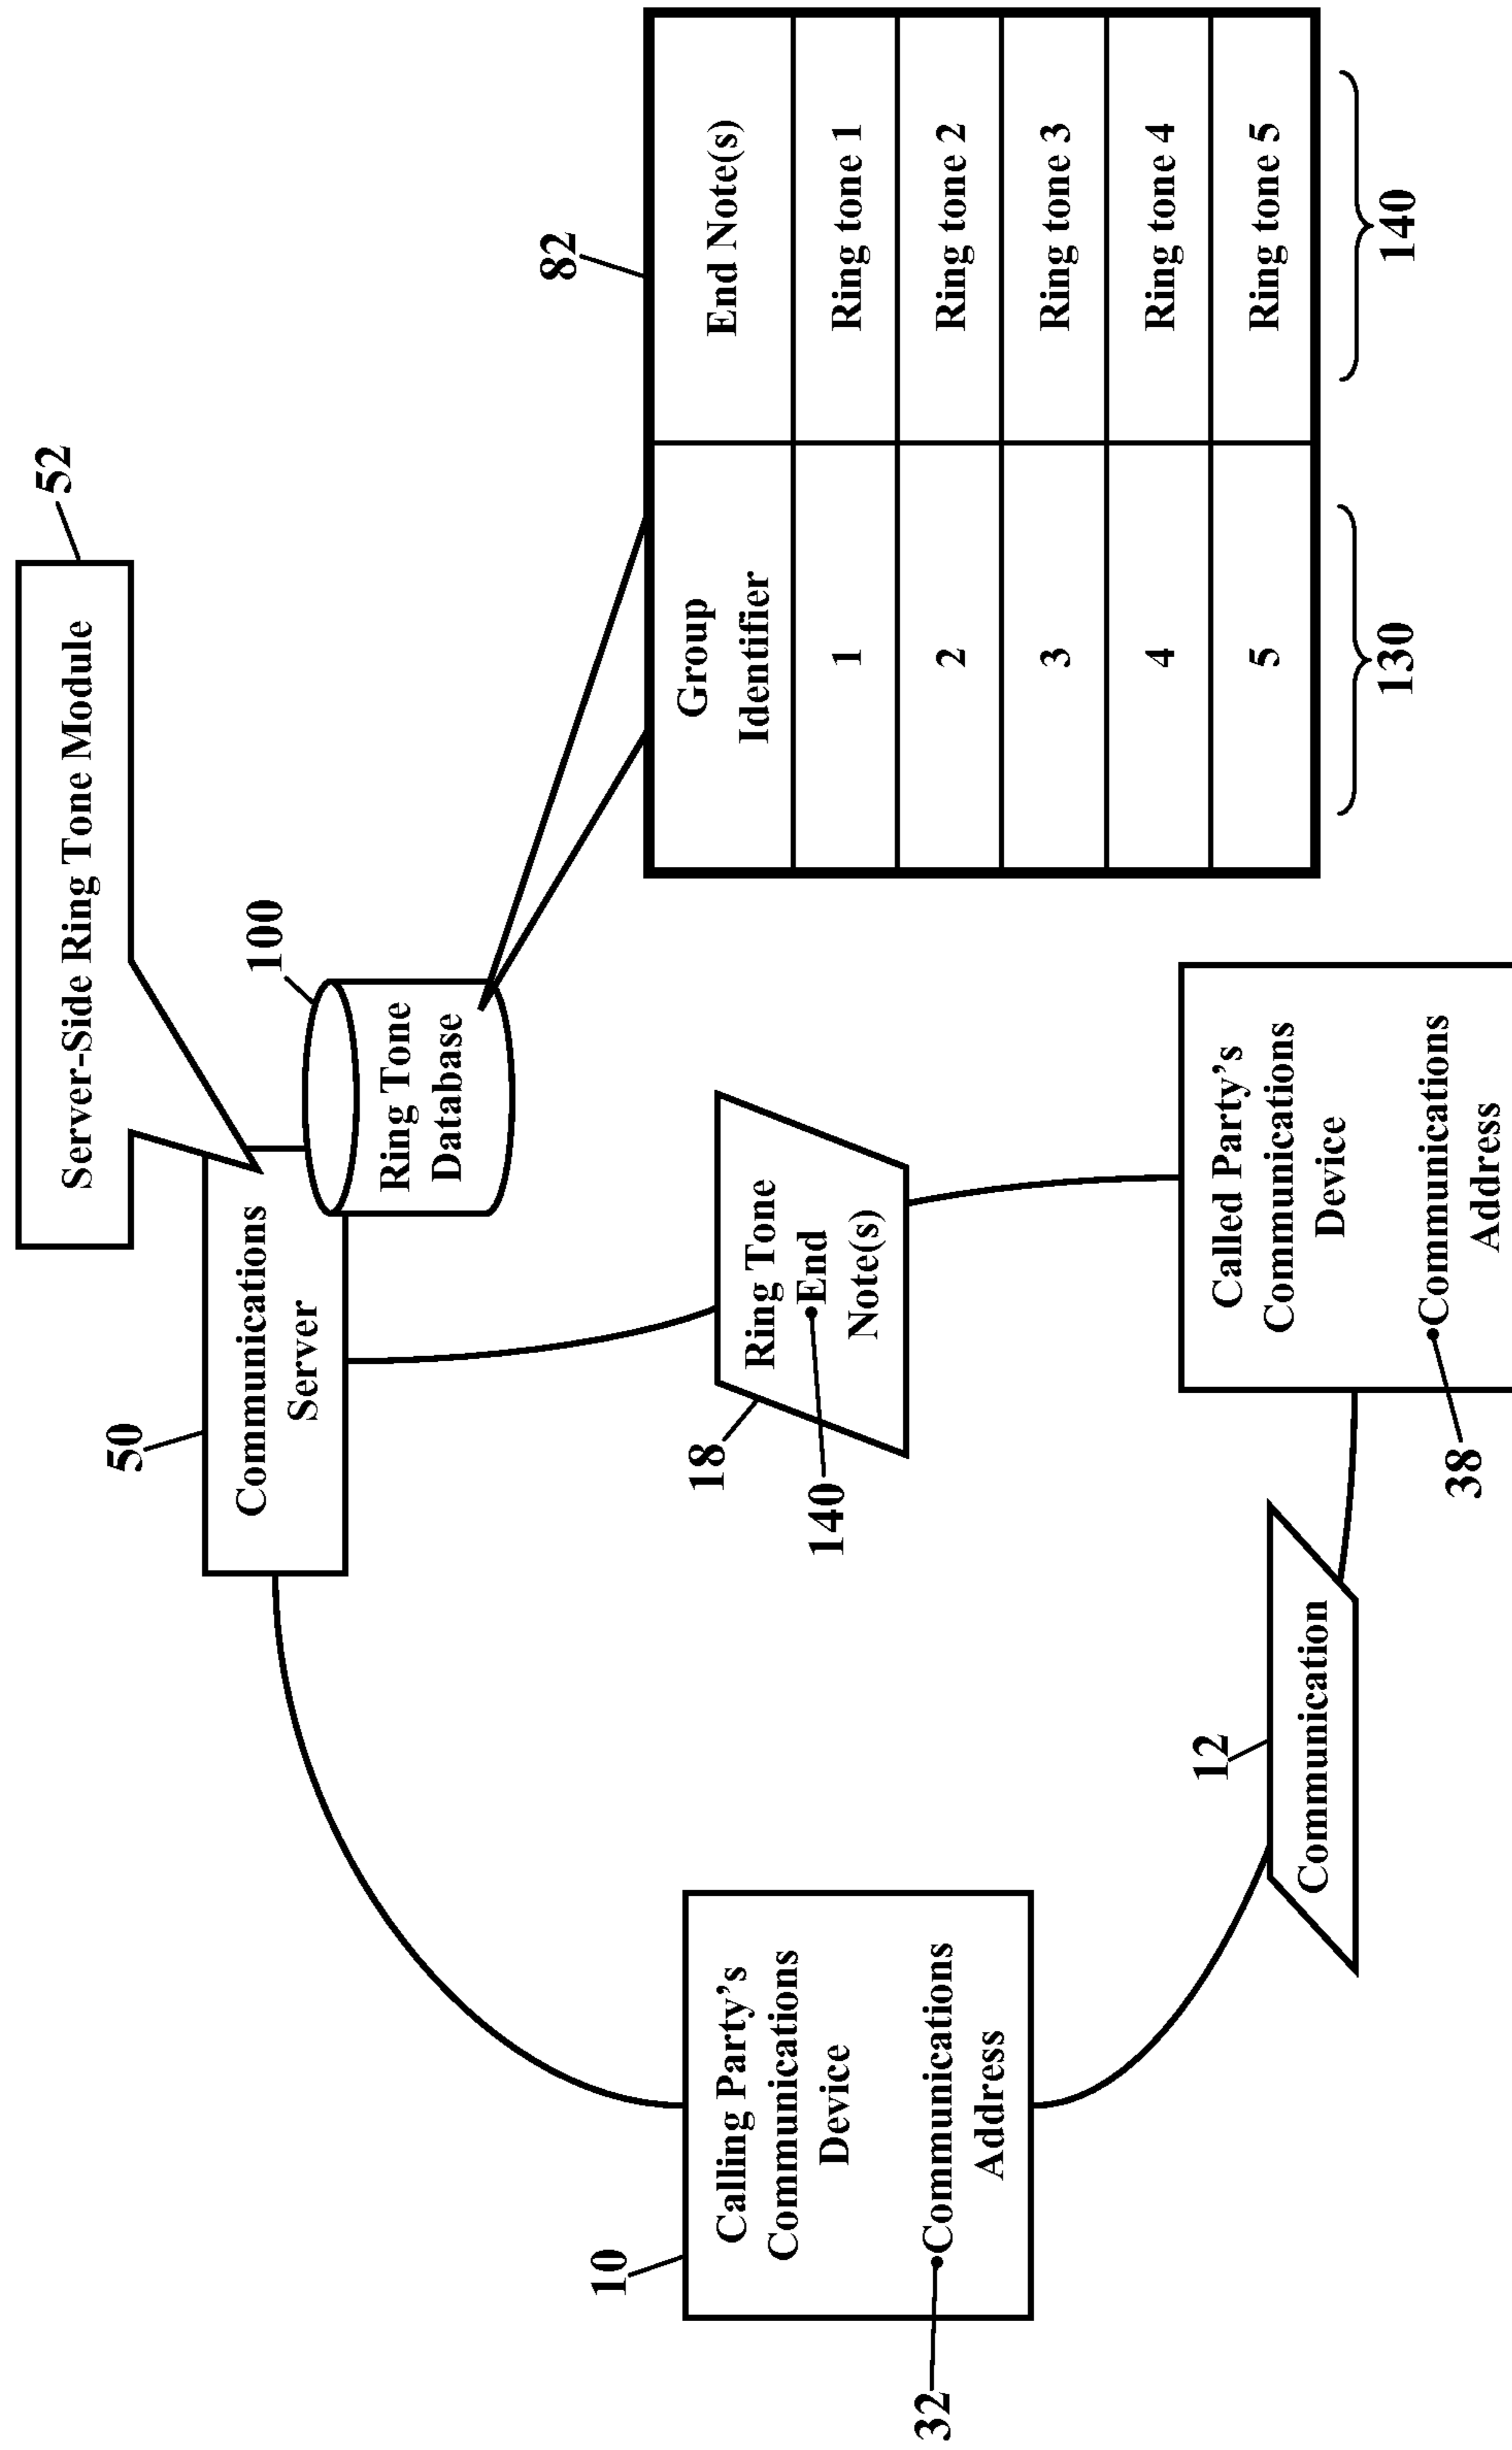 52
Server-Side Ring Tone Module
50
Communications
Server
100
Ring Tone
Database
82
Group
Identifier
End Note(s)
1
Ring tone 1
2
Ring tone 2
3
Ring tone 3
4
Ring tone 4
5
Ring tone 5
130
140
18
Ring Tone
End
Note(s)
140
10
Calling Party's
Communications
Device
Communications
Address
32
12
Communication
Called Party's
Communications
Device
Communications
Address
38